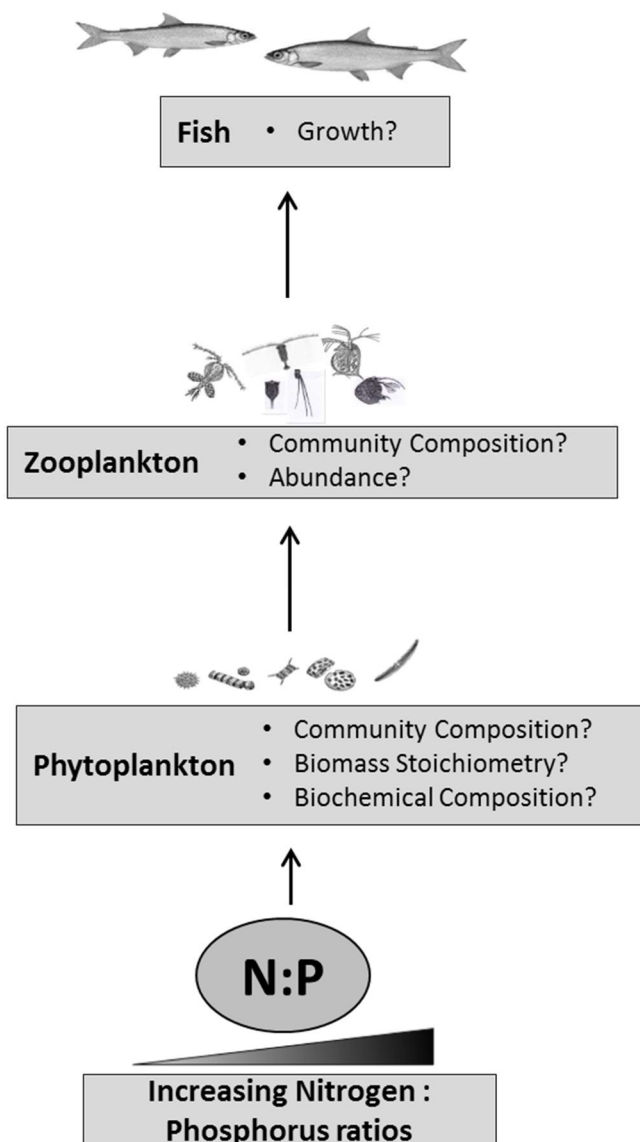 Fish • Growth?
Zooplankton
• Community Composition?
• Abundance?
Phytoplankton
• Community Composition?
• Biomass Stoichiometry?
• Biochemical Composition?
N:P
Increasing Nitrogen :
Phosphorus ratios